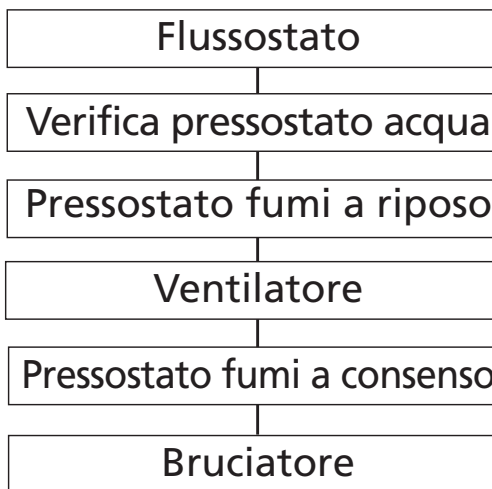 Flussostato
Verifica pressostato acqua
Pressostato fumi a riposo
Ventilatore
Pressostato fumi a consenso
Bruciatore